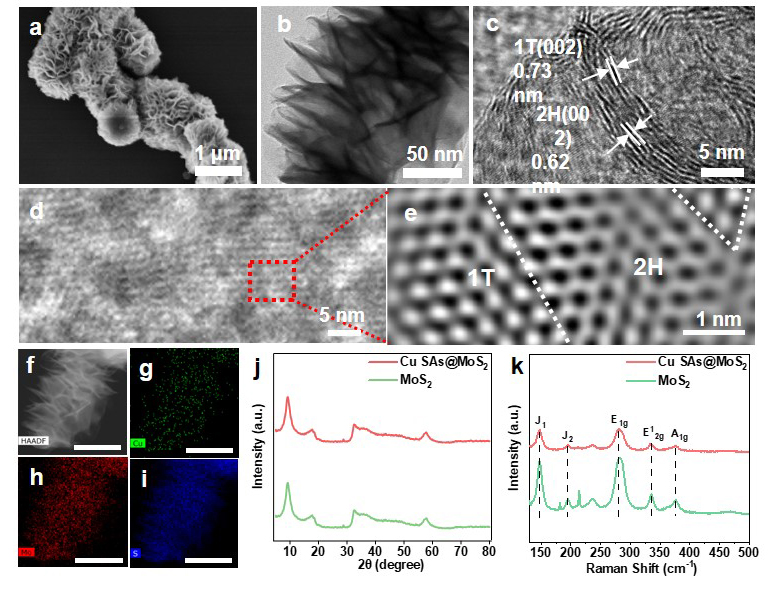 a
1 μm
b
50 nm
c
1T(002)
0.73
nm
2H(00
2)
0.62
nm
5 nm
d
5 nm
e
1T
2H
1 nm
f
HAADF
g
Cu
h
Mo
i
S
j
Cu SAs@MoS₂
MoS₂
Intensity (a.u.)
10 20 30 40 50 60 70 80
2θ (degree)
k
Cu SAs@MoS₂
MoS₂
J₁
J₂
E₁g
E¹₂g
A₁g
Intensity (a.u.)
150 200 250 300 350 400 450 500
Raman Shift (cm⁻¹)